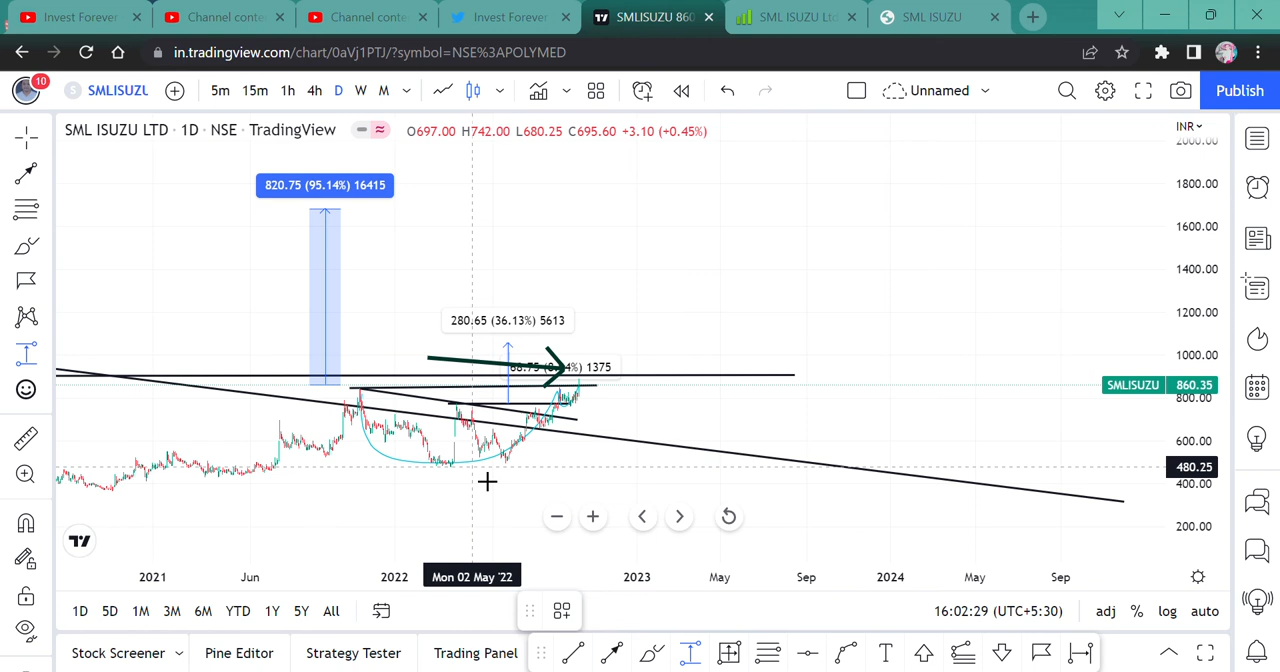 Invest Forever
Channel conte
Channel conte
Invest Forever
SMLISUZU 860
SML ISUZU Ltd
SML ISUZU
in.tradingview.com/chart/0aVj1PTJ/?symbol=NSE%3APOLYMED
10
S SMLISUZU
5m 15m 1h 4h D W M
Unnamed
Publish
SML ISUZU LTD · 1D · NSE · TradingView
O697.00 H742.00 L680.25 C695.60 +3.10 (+0.45%)
INR
2000.00
1800.00
1600.00
1400.00
1200.00
1000.00
800.00
600.00
400.00
200.00
820.75 (95.14%) 16415
280.65 (36.13%) 5613
1375
SMLISUZU 860.35
480.25
2021 Jun 2022 Mon 02 May '22 2023 May Sep 2024 May Sep
1D 5D 1M 3M 6M YTD 1Y 5Y All
16:02:29 (UTC+5:30) adj % log auto
Stock Screener Pine Editor Strategy Tester Trading Panel